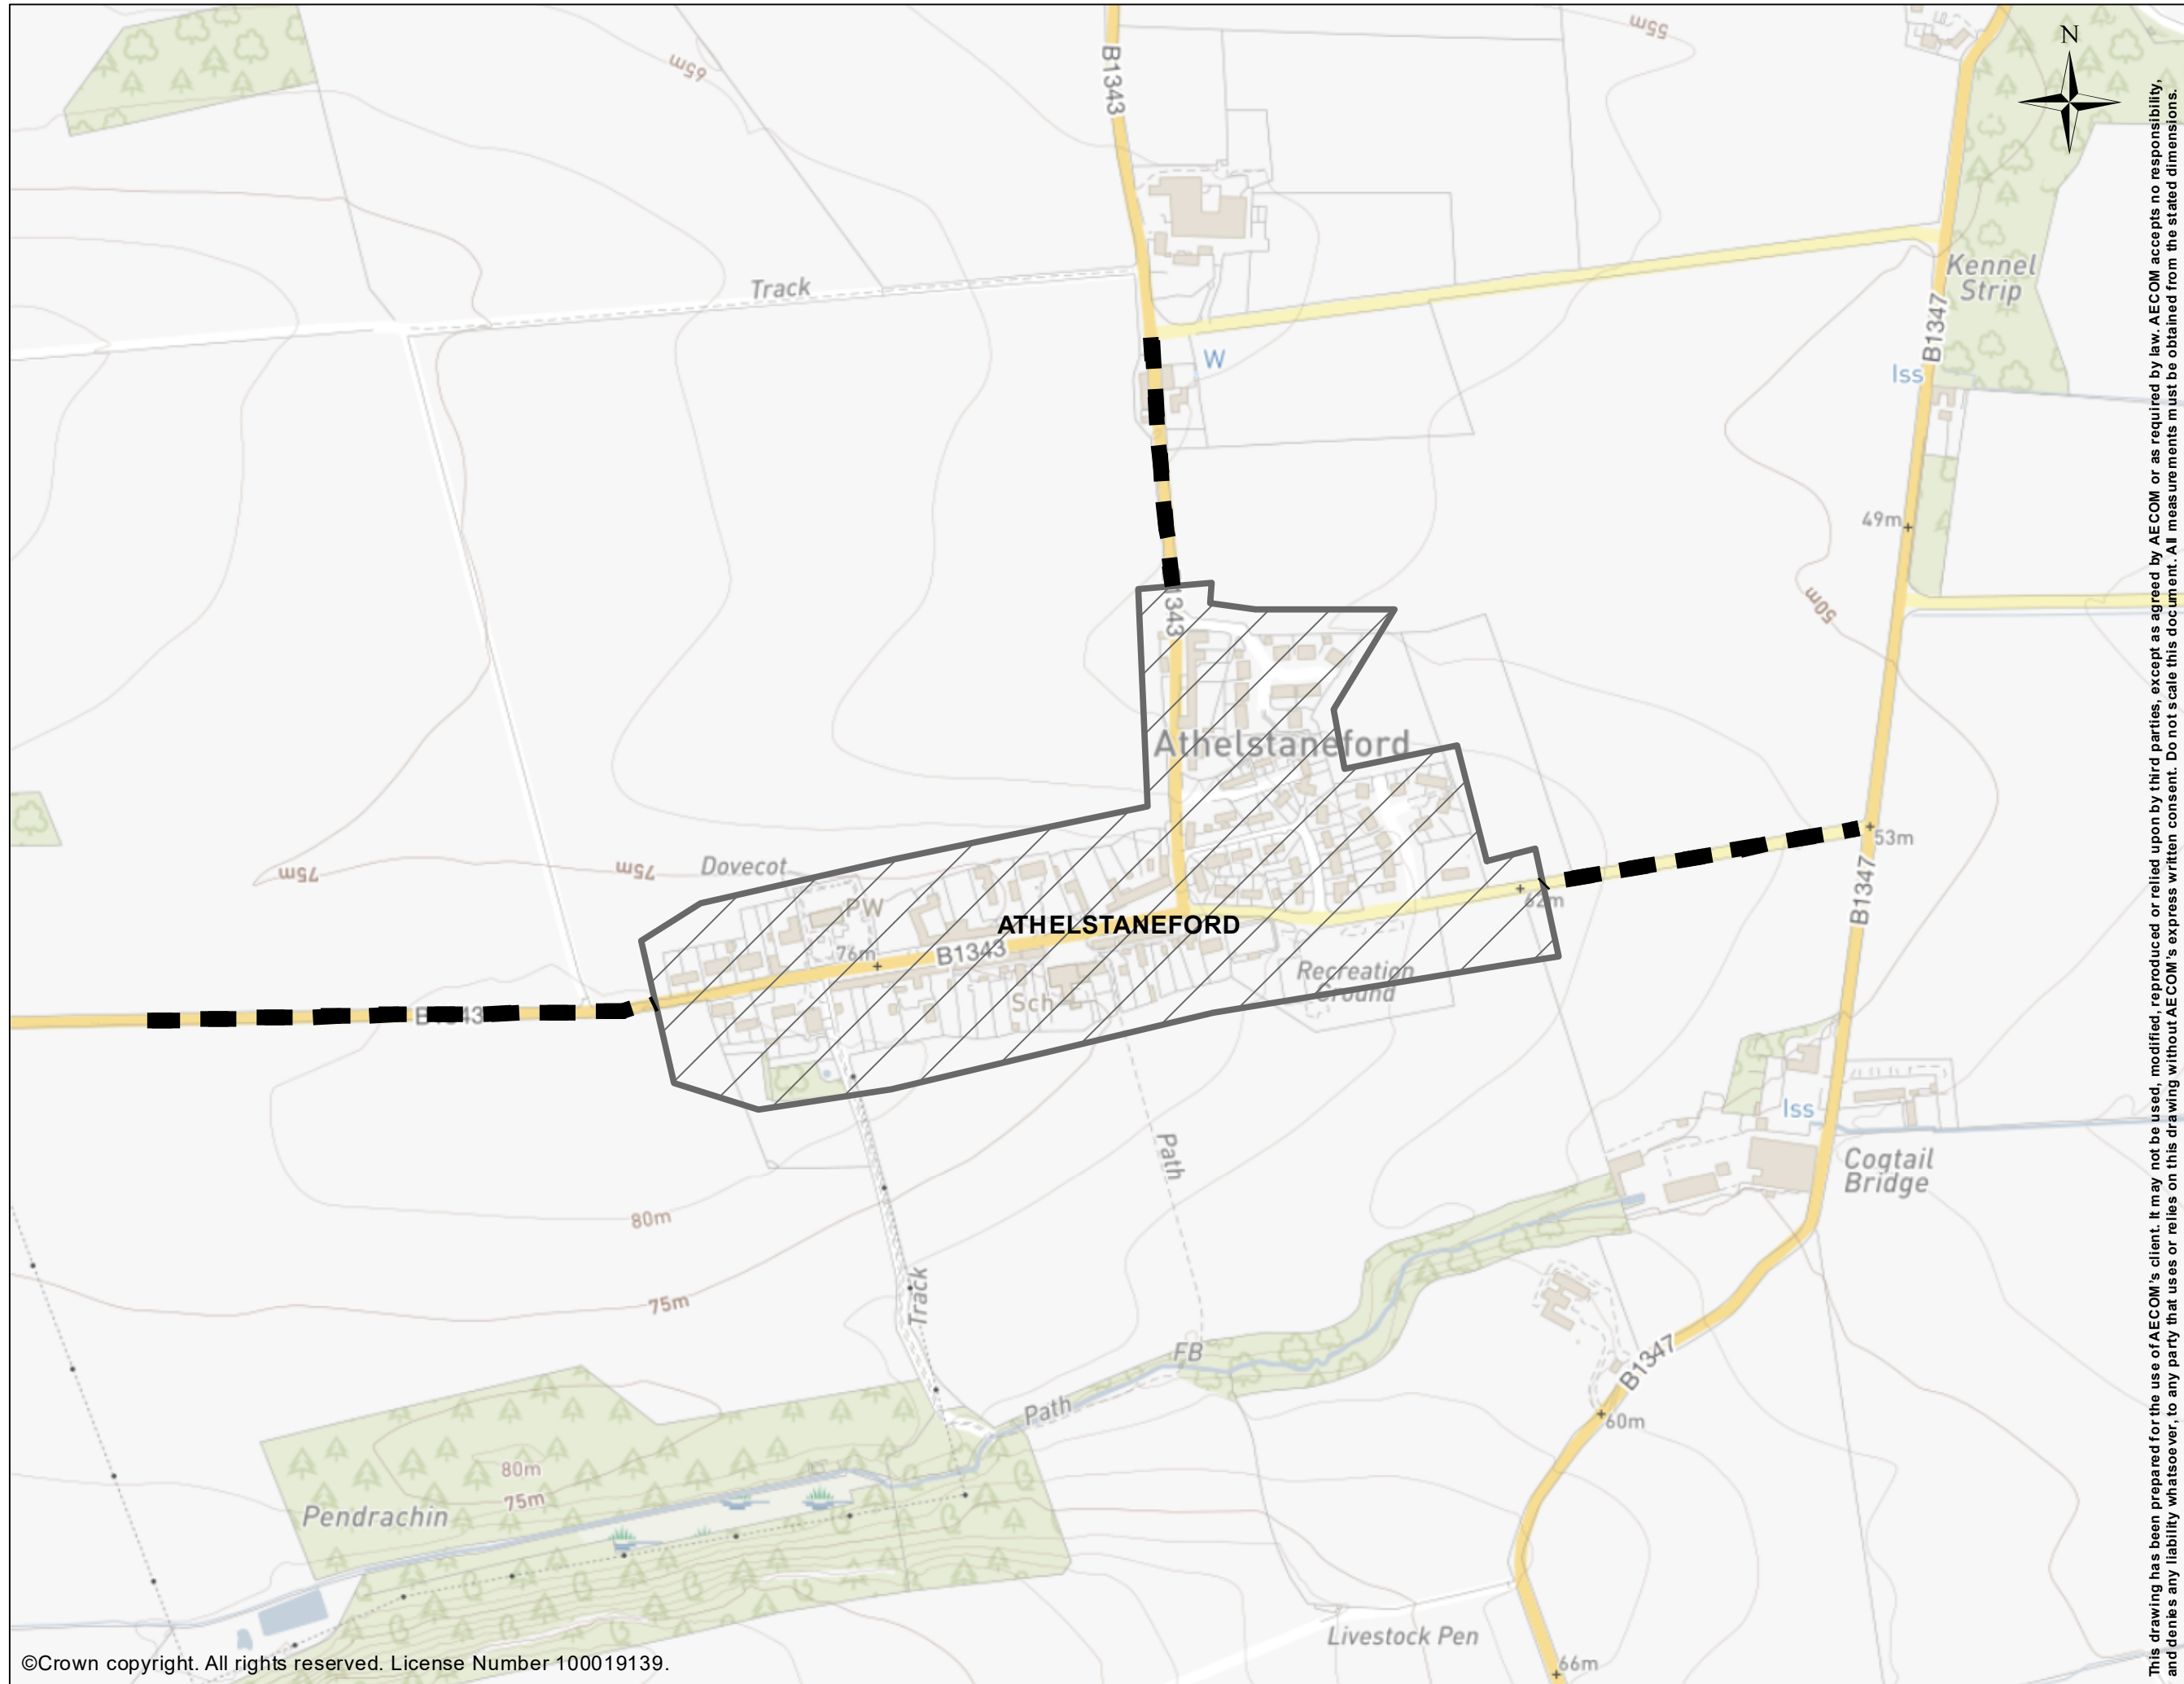 55m
65m
N
B1343
Kennel
Strip
Track
B1347
W
Iss
49m
50m
1343
Athelstaneford
53m
Dovecot
75m
75m
62m
PW
ATHELSTANEFORD
B1347
76m
B1343
Recreation
Ground
Sch
B1343
Iss
Path
Cogtail
Bridge
80m
75m
Track
FB
B1347
Path
60m
80m
75m
Pendrachin
Livestock Pen
66m
©Crown copyright. All rights reserved. License Number 100019139.
This drawing has been prepared for the use of AECOM's client. It may not be used, modified, reproduced or relied upon by third parties, except as agreed by AECOM or as required by law. AECOM accepts no responsibility,
and denies any liability whatsoever, to any party that uses or relies on this drawing without AECOM's express written consent. Do not scale this document. All measurements must be obtained from the stated dimensions.